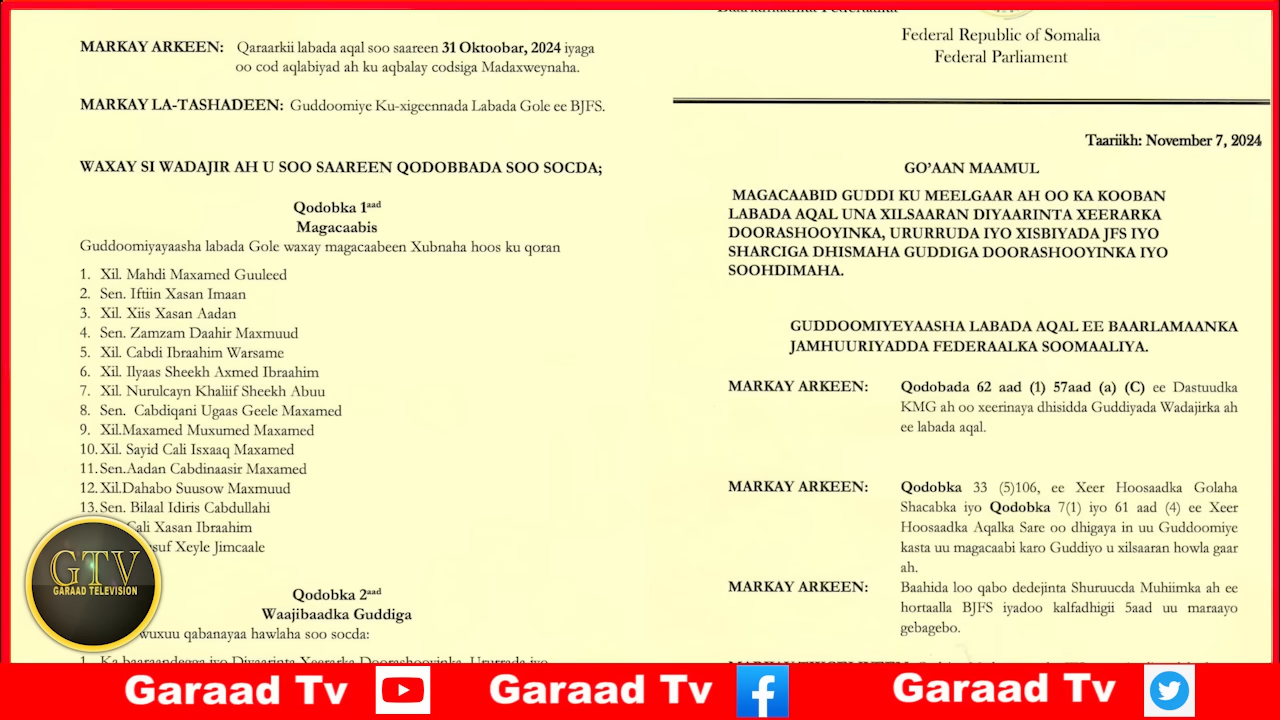 MARKAY ARKEEN: Qaraarkii labada aqal soo saareen 31 Oktoobar, 2024 iyaga
oo cod aqlabiyad ah ku aqbalay codsiga Madaxweynaha.
MARKAY LA-TASHADEEN: Guddoomiye Ku-xigeennada Labada Gole ee BJFS.
WAXAY SI WADAJIR AH U SOO SAAREEN QODOBBADA SOO SOCDA;
Qodobka 1aad
Magacaabis
Guddoomiyayaasha labada Gole waxay magacaabeen Xubnaha hoos ku qoran
1. Xil. Mahdi Maxamed Guuleed
2. Sen. Iftiin Xasan Imaan
3. Xil. Xiis Xasan Aadan
4. Sen. Zamzam Daahir Maxmuud
5. Xil. Cabdi Ibraahim Warsame
6. Xil. Ilyaas Sheekh Axmed Ibraahim
7. Xil. Nurulcayn Khaliif Sheekh Abuu
8. Sen. Cabdiqani Ugaas Geele Maxamed
9. Xil.Maxamed Muxumed Maxamed
10. Xil. Sayid Cali Isxaaq Maxamed
11. Sen.Aadan Cabdinaasir Maxamed
12. Xil.Dahabo Suusow Maxmuud
13. Sen. Bilaal Idiris Cabdullahi
Cali Xasan Ibraahim
Xeyle Jimcaale
Qodobka 2aad
Waajibaadka Guddiga
wuxuu qabanayaa hawlaha soo socda:
1. Ka baaraandegga iyo Diyaarinta Xeerarka Doorashooyinka, Ururrada iyo
Federal Republic of Somalia
Federal Parliament
Taariikh: November 7, 2024
GO’AAN MAAMUL
MAGACAABID GUDDI KU MEELGAAR AH OO KA KOOBAN
LABADA AQAL UNA XILSAARAN DIYAARINTA XEERARKA
DOORASHOOYINKA, URURRUDA IYO XISBIYADA JFS IYO
SHARCIGA DHISMAHA GUDDIGA DOORASHOOYINKA IYO
SOOHDIMAHA.
GUDDOOMIYEYAASHA LABADA AQAL EE BAARLAMAANKA
JAMHUURIYADDA FEDERAALKA SOOMAALIYA.
MARKAY ARKEEN: Qodobada 62 aad (1) 57aad (a) (C) ee Dastuudka
KMG ah oo xeerinaya dhisidda Guddiyada Wadajirka ah
ee labada aqal.
MARKAY ARKEEN: Qodobka 33 (5)106, ee Xeer Hoosaadka Golaha
Shacabka iyo Qodobka 7(1) iyo 61 aad (4) ee Xeer
Hoosaadka Aqalka Sare oo dhigaya in uu Guddoomiye
kasta uu magacaabi karo Guddiyo u xilsaaran howla gaar
ah.
MARKAY ARKEEN: Baahida loo qabo dedejinta Shuruucda Muhiimka ah ee
hortaalla BJFS iyadoo kalfadhigii 5aad uu maraayo
gebagebo.
GTV
GARAAD TELEVISION
Garaad Tv
Garaad Tv
Garaad Tv